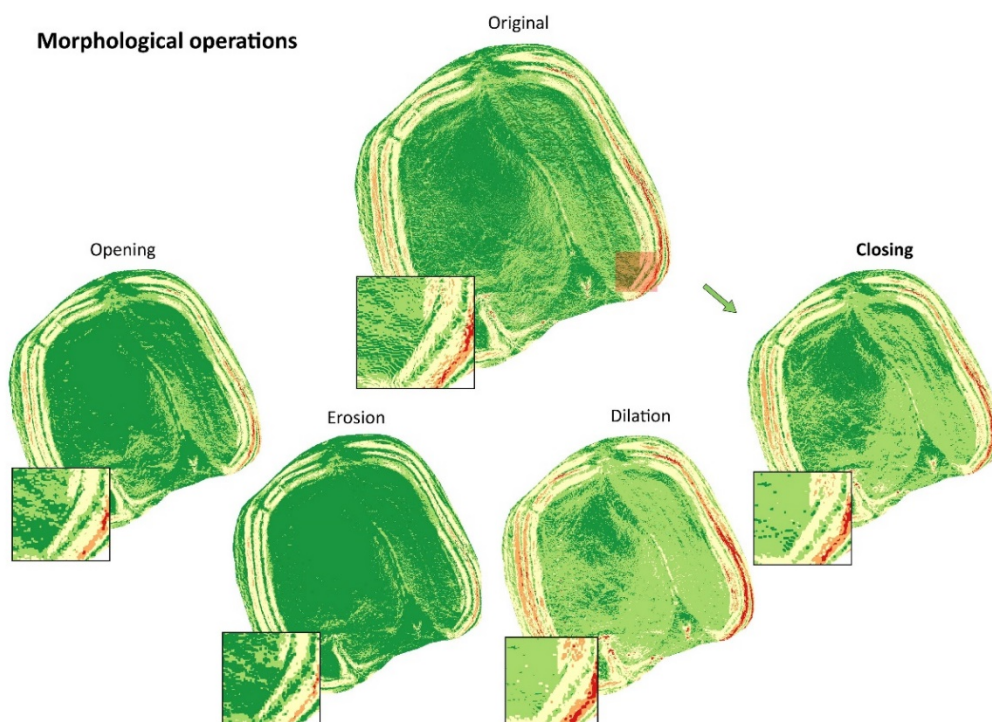 Original
Morphological operations
Opening
Closing
Erosion
Dilation